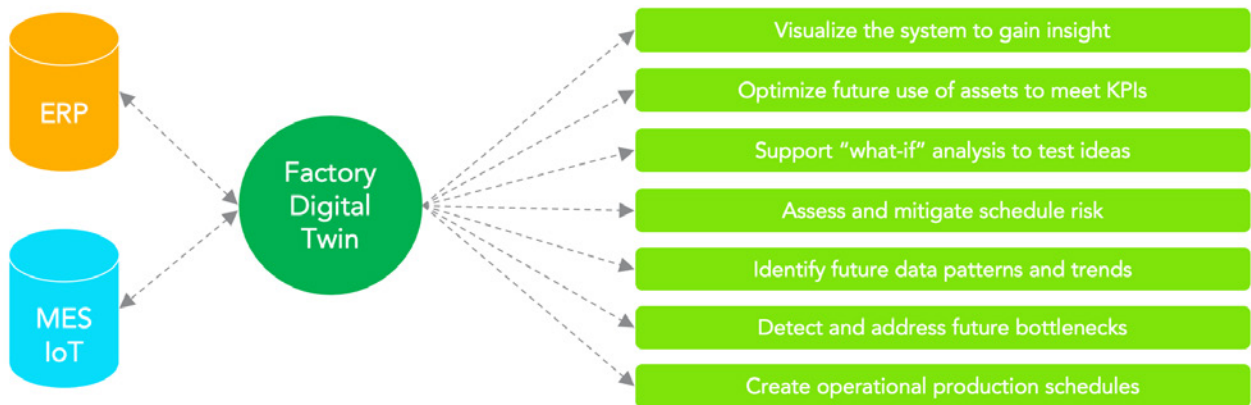 ERP
MES
IoT
Factory
Digital
Twin
Visualize the system to gain insight
Optimize future use of assets to meet KPIs
Support “what-if” analysis to test ideas
Assess and mitigate schedule risk
Identify future data patterns and trends
Detect and address future bottlenecks
Create operational production schedules